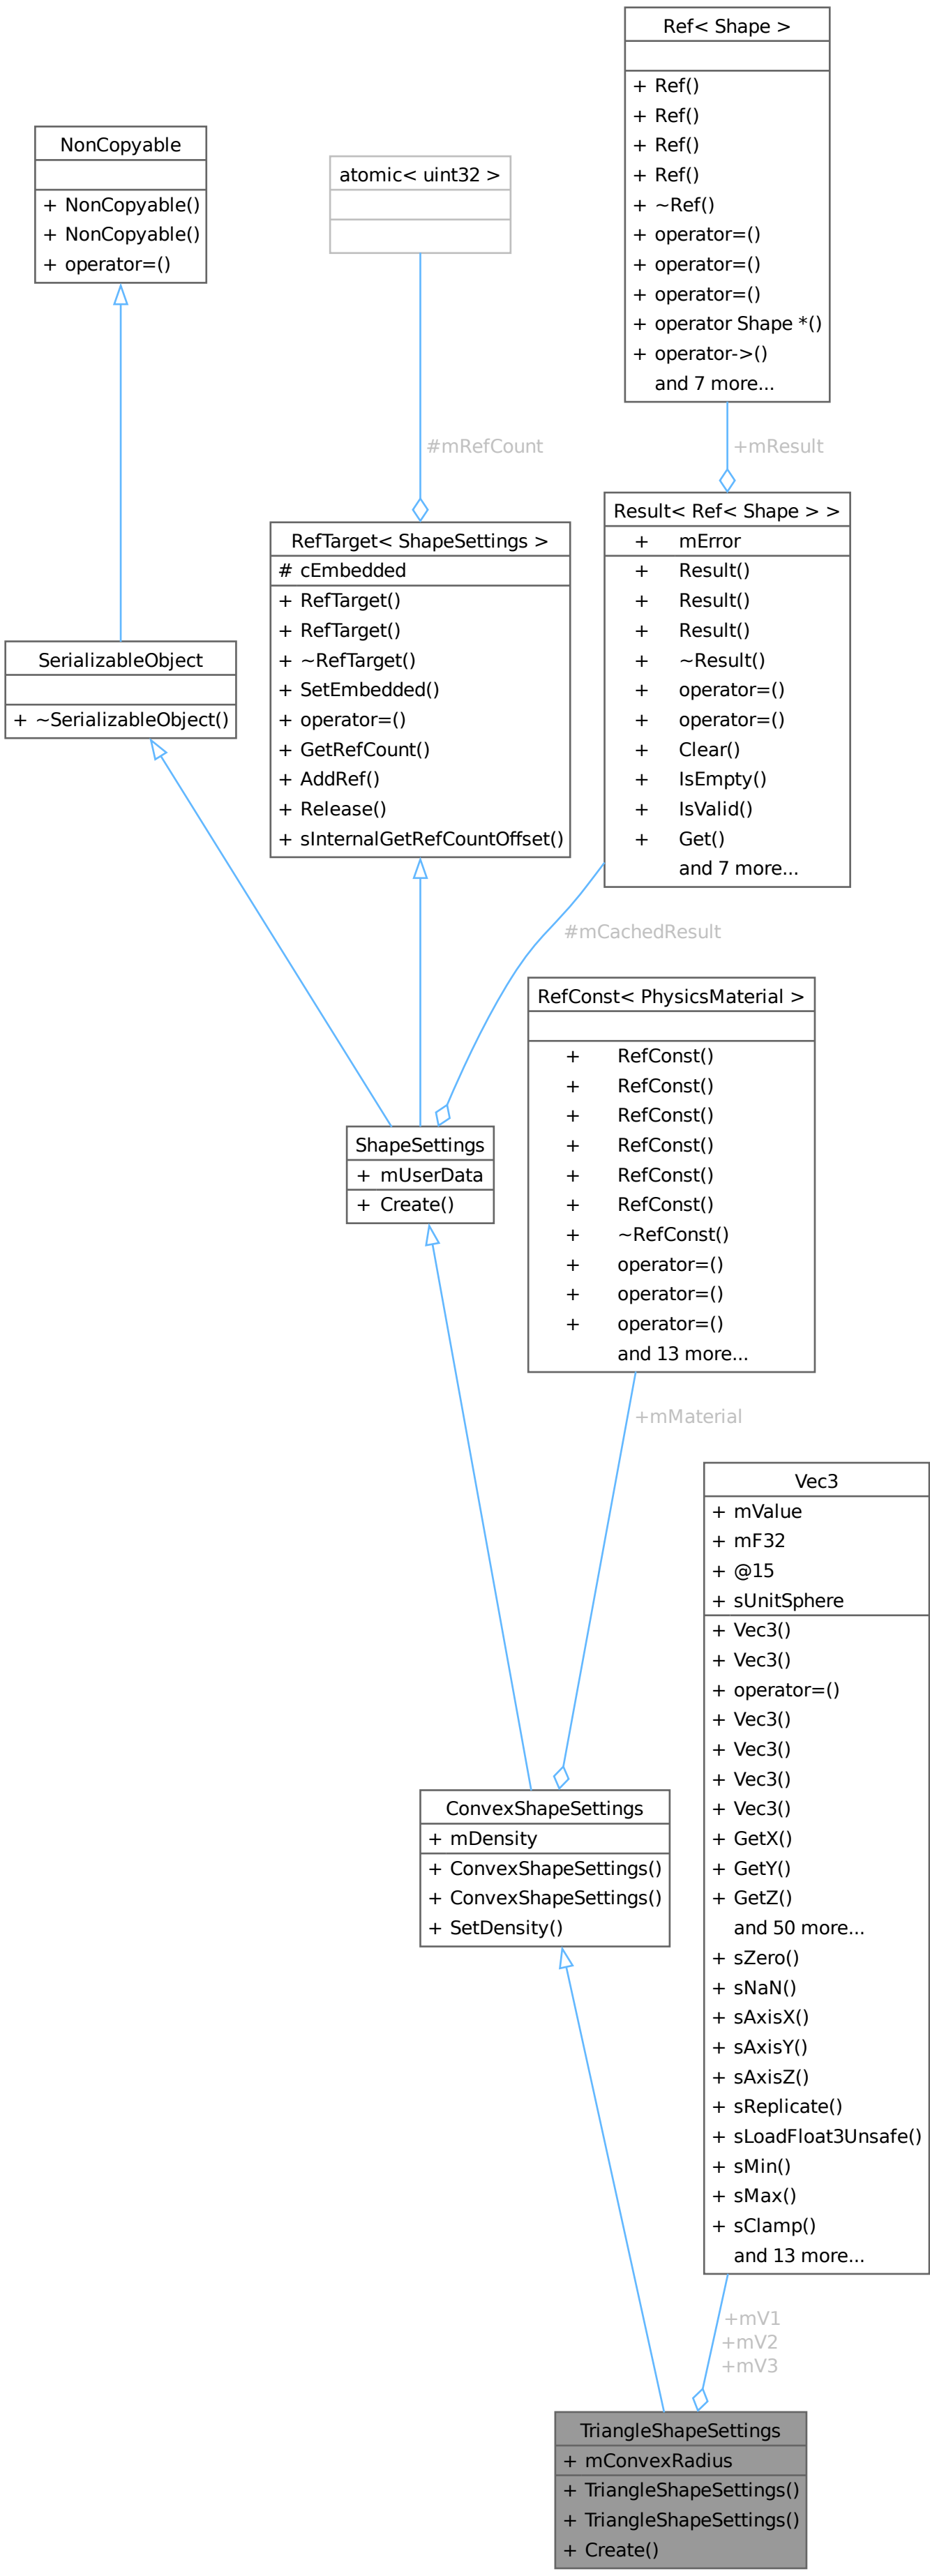 Ref< Shape >
+ Ref()
+ Ref()
+ Ref()
+ Ref()
+ ~Ref()
+ operator=()
+ operator=()
+ operator=()
+ operator Shape *()
+ operator->()
and 7 more...
NonCopyable
+ NonCopyable()
+ NonCopyable()
+ operator=()
atomic< uint32 >
#mRefCount
+mResult
Result< Ref< Shape > >
+ mError
+ Result()
+ Result()
+ Result()
+ ~Result()
+ operator=()
+ operator=()
+ Clear()
+ IsEmpty()
+ IsValid()
+ Get()
and 7 more...
RefTarget< ShapeSettings >
# cEmbedded
+ RefTarget()
+ RefTarget()
+ ~RefTarget()
+ SetEmbedded()
+ operator=()
+ GetRefCount()
+ AddRef()
+ Release()
+ sInternalGetRefCountOffset()
SerializableObject
+ ~SerializableObject()
#mCachedResult
RefConst< PhysicsMaterial >
+ RefConst()
+ RefConst()
+ RefConst()
+ RefConst()
+ RefConst()
+ RefConst()
+ ~RefConst()
+ operator=()
+ operator=()
+ operator=()
and 13 more...
ShapeSettings
+ mUserData
+ Create()
+mMaterial
Vec3
+ mValue
+ mF32
+ @15
+ sUnitSphere
+ Vec3()
+ Vec3()
+ operator=()
+ Vec3()
+ Vec3()
+ Vec3()
+ Vec3()
+ GetX()
+ GetY()
+ GetZ()
and 50 more...
+ sZero()
+ sNaN()
+ sAxisX()
+ sAxisY()
+ sAxisZ()
+ sReplicate()
+ sLoadFloat3Unsafe()
+ sMin()
+ sMax()
+ sClamp()
and 13 more...
ConvexShapeSettings
+ mDensity
+ ConvexShapeSettings()
+ ConvexShapeSettings()
+ SetDensity()
+mV1
+mV2
+mV3
TriangleShapeSettings
+ mConvexRadius
+ TriangleShapeSettings()
+ TriangleShapeSettings()
+ Create()